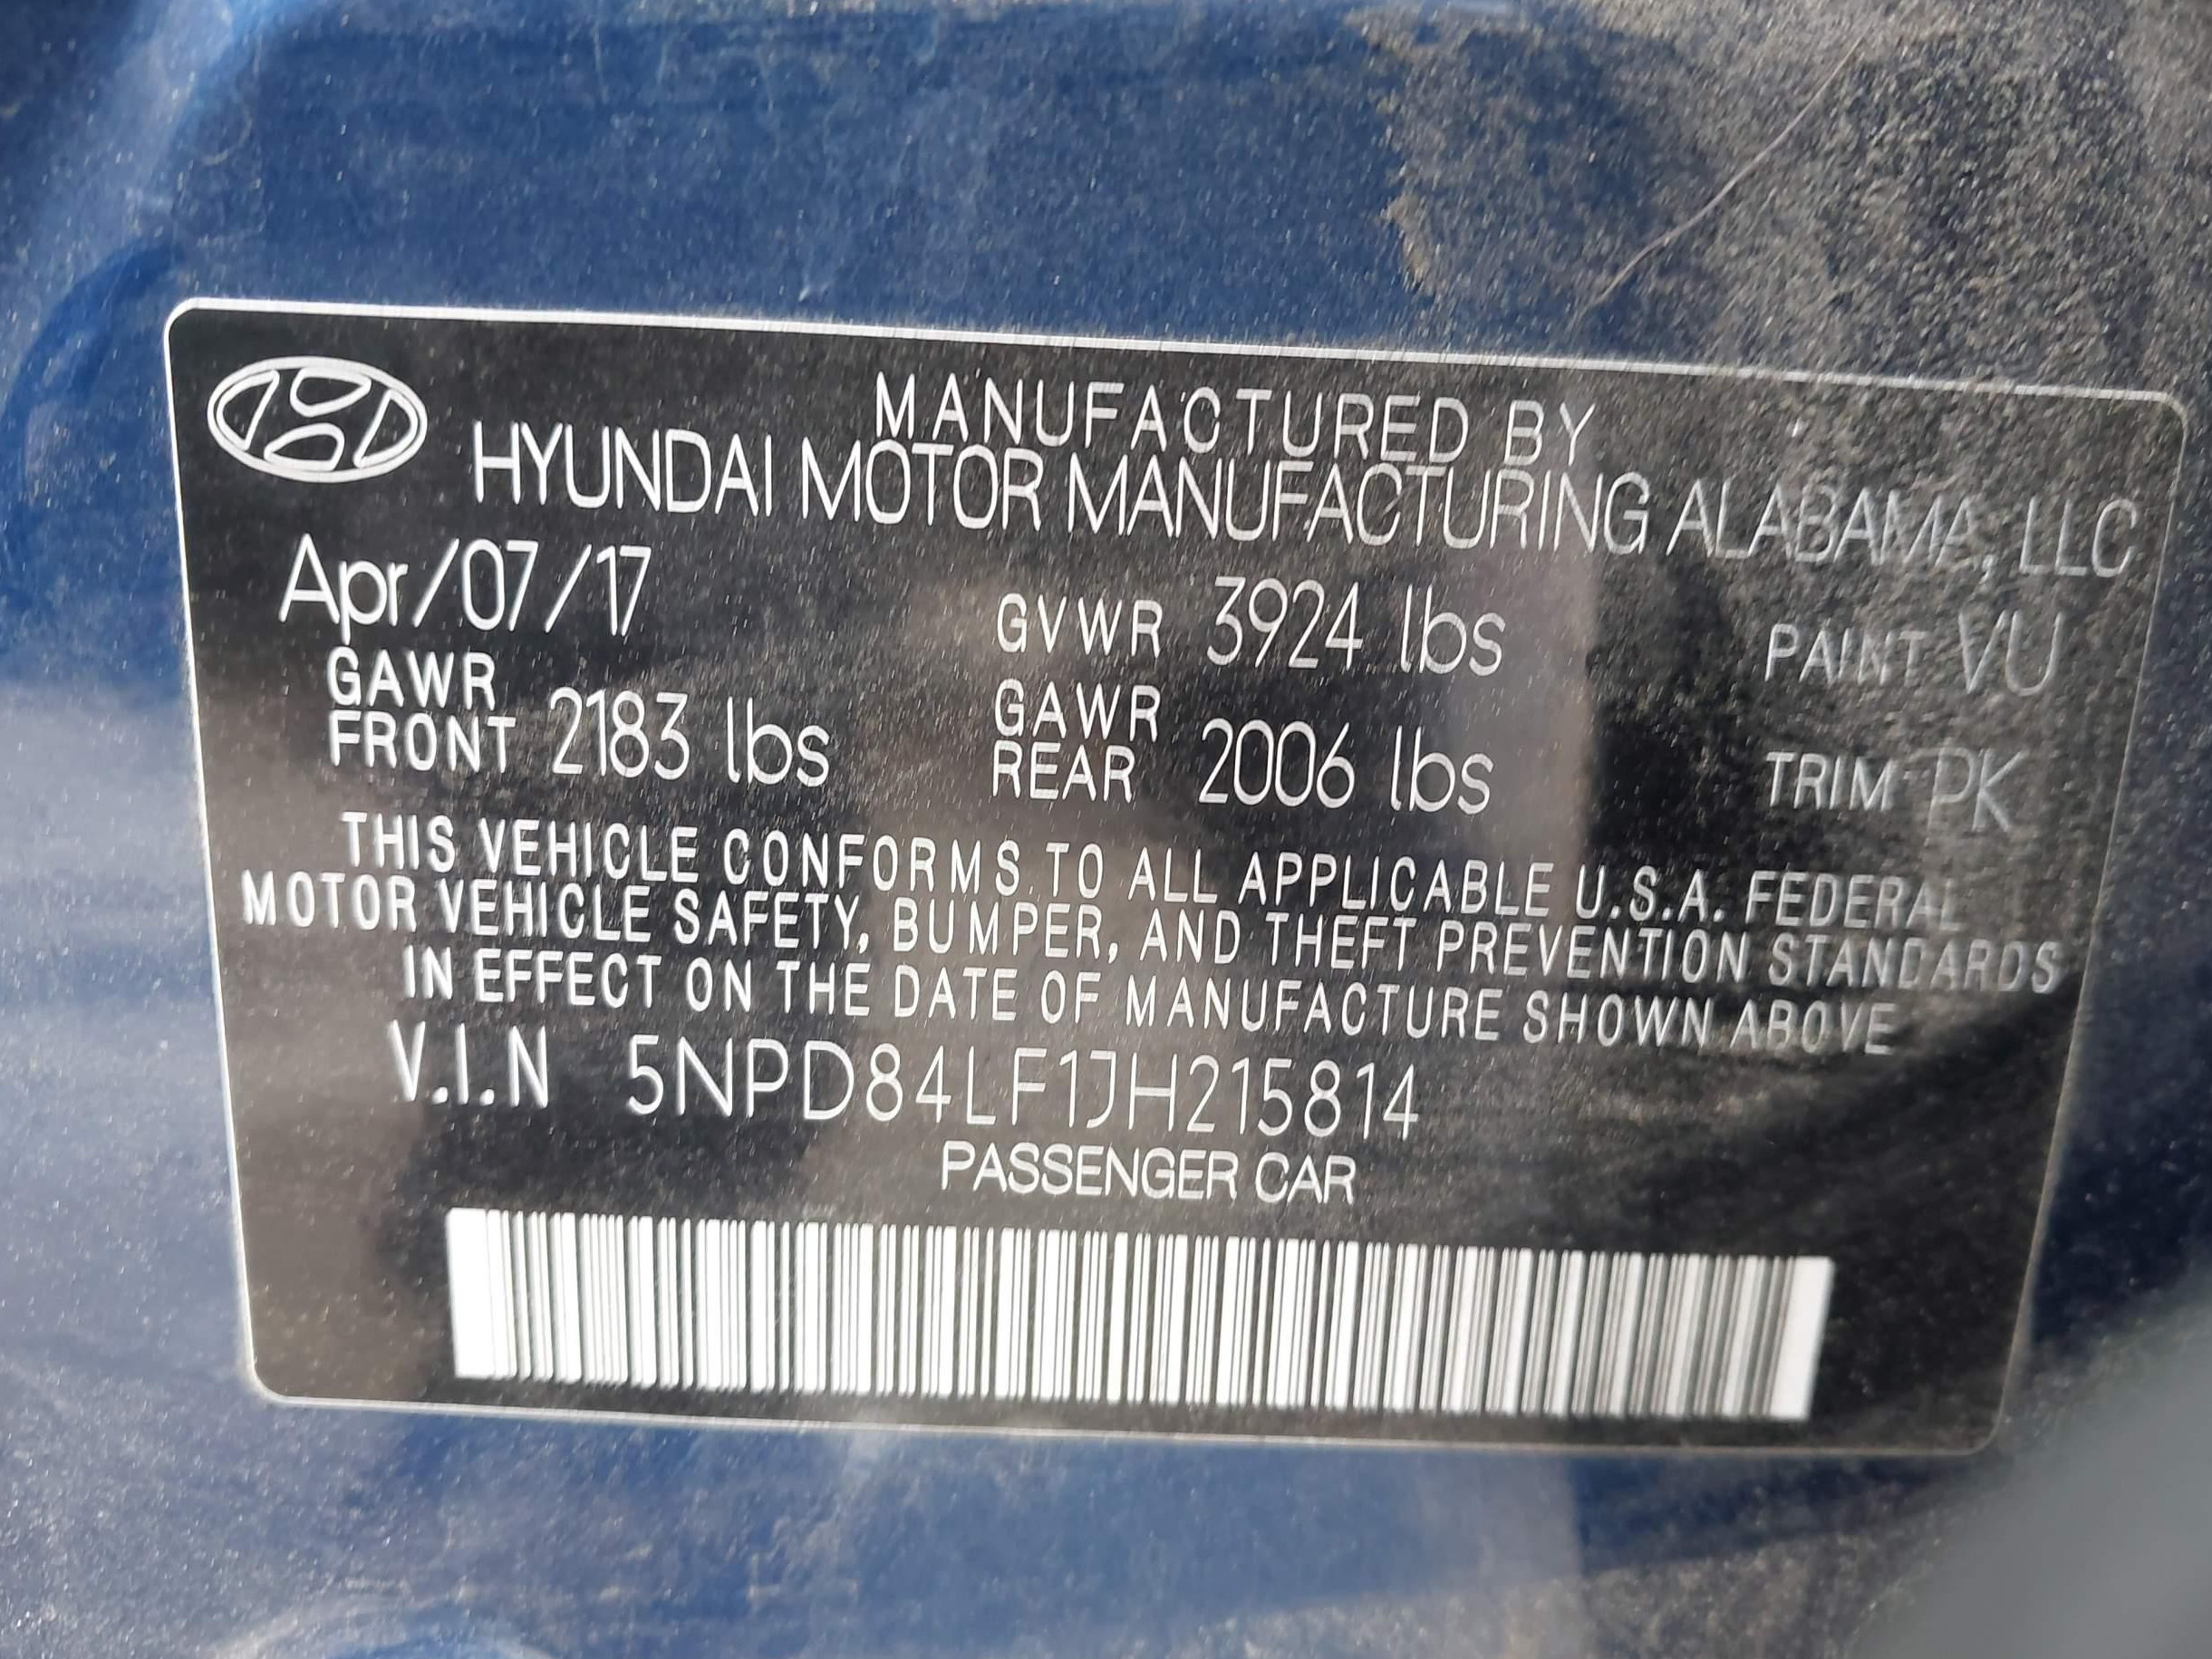 MANUFACTURED BY
HYUNDAI MOTOR MANUFACTURING ALABAMA, LLC
Apr/07/17 GVWR 3924 lbs PAINT VU
GAWR FRONT 2183 lbs GAWR REAR 2006 lbs TRIM PK
THIS VEHICLE CONFORMS TO ALL APPLICABLE U.S.A. FEDERAL
MOTOR VEHICLE SAFETY, BUMPER, AND THEFT PREVENTION STANDARDS
IN EFFECT ON THE DATE OF MANUFACTURE SHOWN ABOVE
V.I.N 5NPD84LF1JH215814
PASSENGER CAR